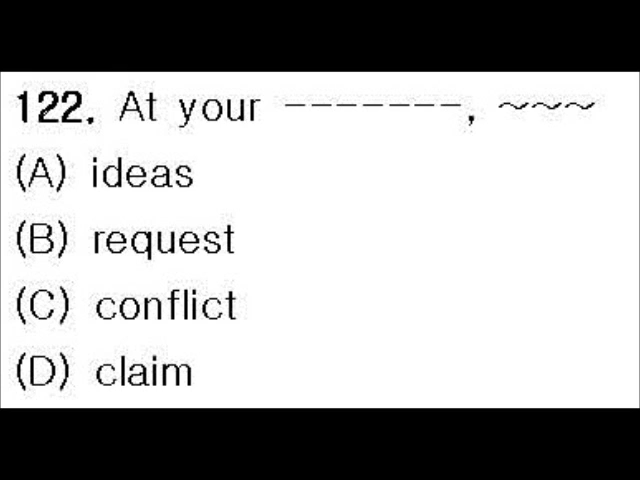 122. At your -------, ~~~
(A) ideas
(B) request
(C) conflict
(D) claim